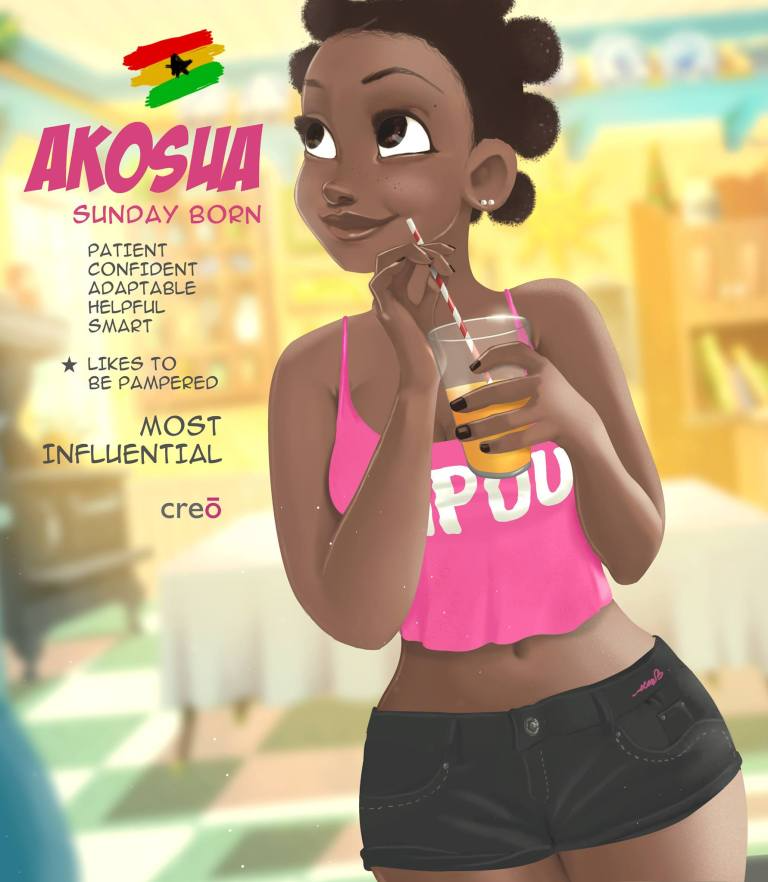 AKOSUA
SUNDAY BORN
PATIENT
CONFIDENT
ADAPTABLE
HELPFUL
SMART
★ LIKES TO
BE PAMPERED
MOST
INFLUENTIAL
creō